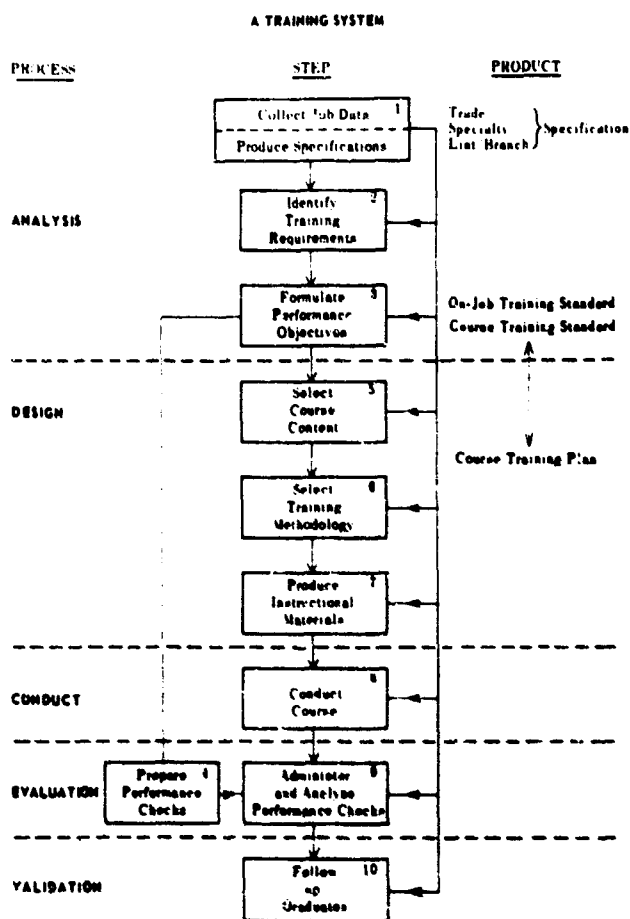 A TRAINING SYSTEM
PROCESS STEP PRODUCT
1
Collect Job Data
Produce Specifications
Trade
Specialty
Branch
Specification
ANALYSIS
2
Identify
Training
Requirements
3
Formulate
Performance
Objectives
On-Job Training Standard
Course Training Standard
DESIGN
5
Select
Course
Content
Course Training Plan
6
Select
Training
Methodology
7
Produce
Instructional
Materials
CONDUCT
8
Conduct
Course
EVALUATION
4
Prepare
Performance
Checks
9
Administer
and Analyse
Performance Checks
VALIDATION
10
Follow
up
Graduates